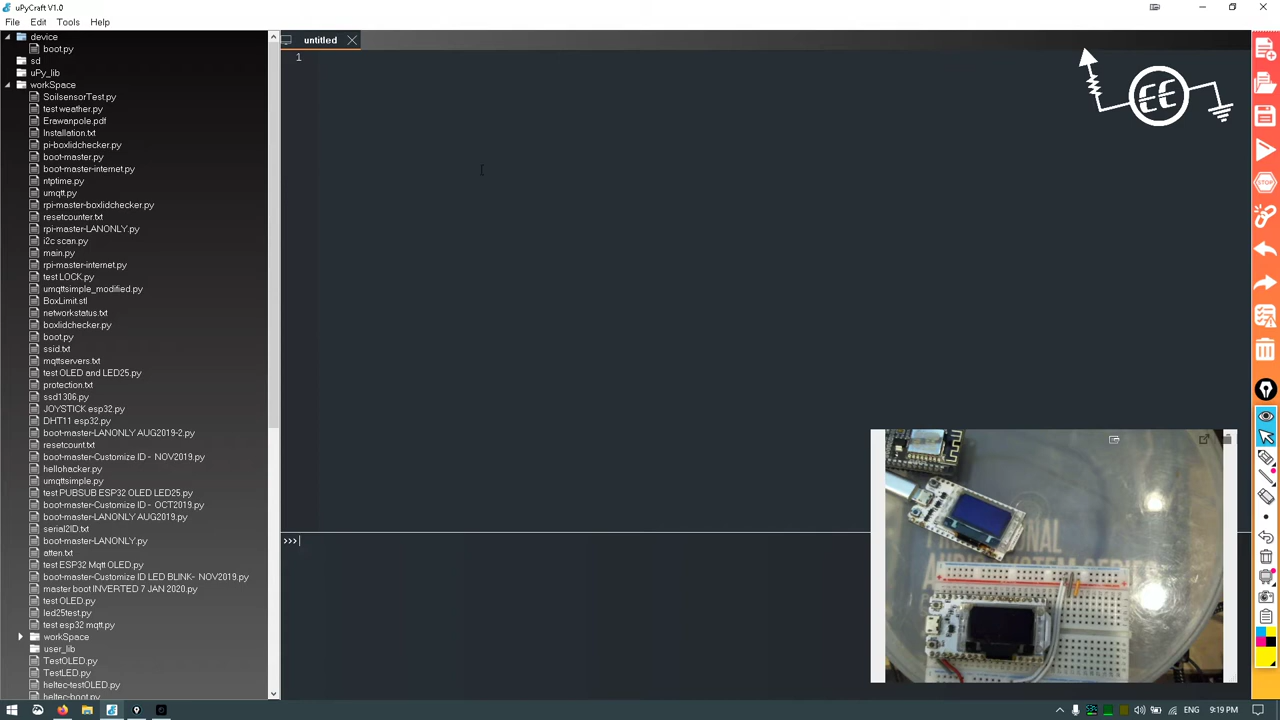 uPyCraft V1.0
File Edit Tools Help
device
boot.py
sd
uPy_lib
workSpace
SoilsensorTest.py
test weather.py
Erawanpole.pdf
Installation.txt
pi-boxlidchecker.py
boot-master.py
boot-master-internet.py
ntptime.py
umqtt.py
rpi-master-boxlidchecker.py
resetcounter.txt
rpi-master-LANONLY.py
i2c scan.py
main.py
rpi-master-internet.py
test LOCK.py
umqttsimple_modified.py
BoxLimit.stl
networkstatus.txt
boxlidchecker.py
boot.py
ssid.txt
mqttservers.txt
test OLED and LED25.py
protection.txt
ssd1306.py
JOYSTICK esp32.py
DHT11 esp32.py
boot-master-LANONLY AUG2019-2.py
resetcount.txt
boot-master-Customize ID - NOV2019.py
hellohacker.py
umqttsimple.py
test PUBSUB ESP32 OLED LED25.py
boot-master-Customize ID - OCT2019.py
boot-master-LANONLY AUG2019.py
serial2ID.txt
boot-master-LANONLY.py
atten.txt
test ESP32 Mqtt OLED.py
boot-master-Customize ID LED BLINK- NOV2019.py
master boot INVERTED 7 JAN 2020.py
test OLED.py
led25test.py
test esp32 mqtt.py
workSpace
user_lib
TestOLED.py
TestLED.py
heltec-testOLED.py
heltec-boot.py
untitled
1
>>>
EE
STOP
ENG 9:19 PM